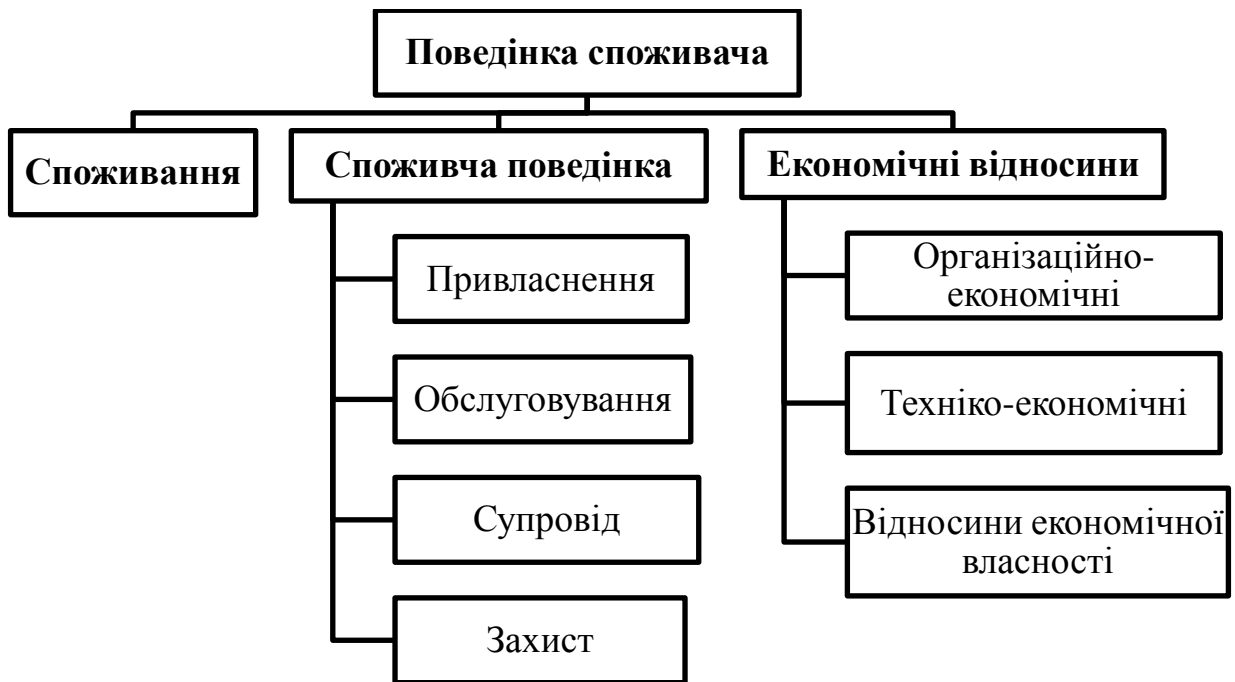 Поведінка споживача
Споживання
Споживча поведінка
Економічні відносини
Привласнення
Обслуговування
Супровід
Захист
Організаційно-
економічні
Техніко-економічні
Відносини економічної
власності